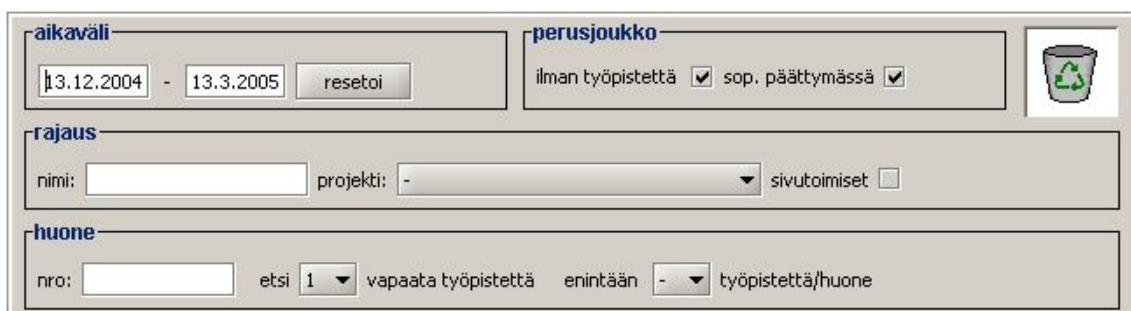 aikaväli
13.12.2004 - 13.3.2005 resetoi
perusjoukko
ilman työpistettä sop. päättymässä
rajaus
nimi: projekti: - sivutoimiset
huone
nro: etsi 1 vapaata työpistettä enintään - työpistettä/huone